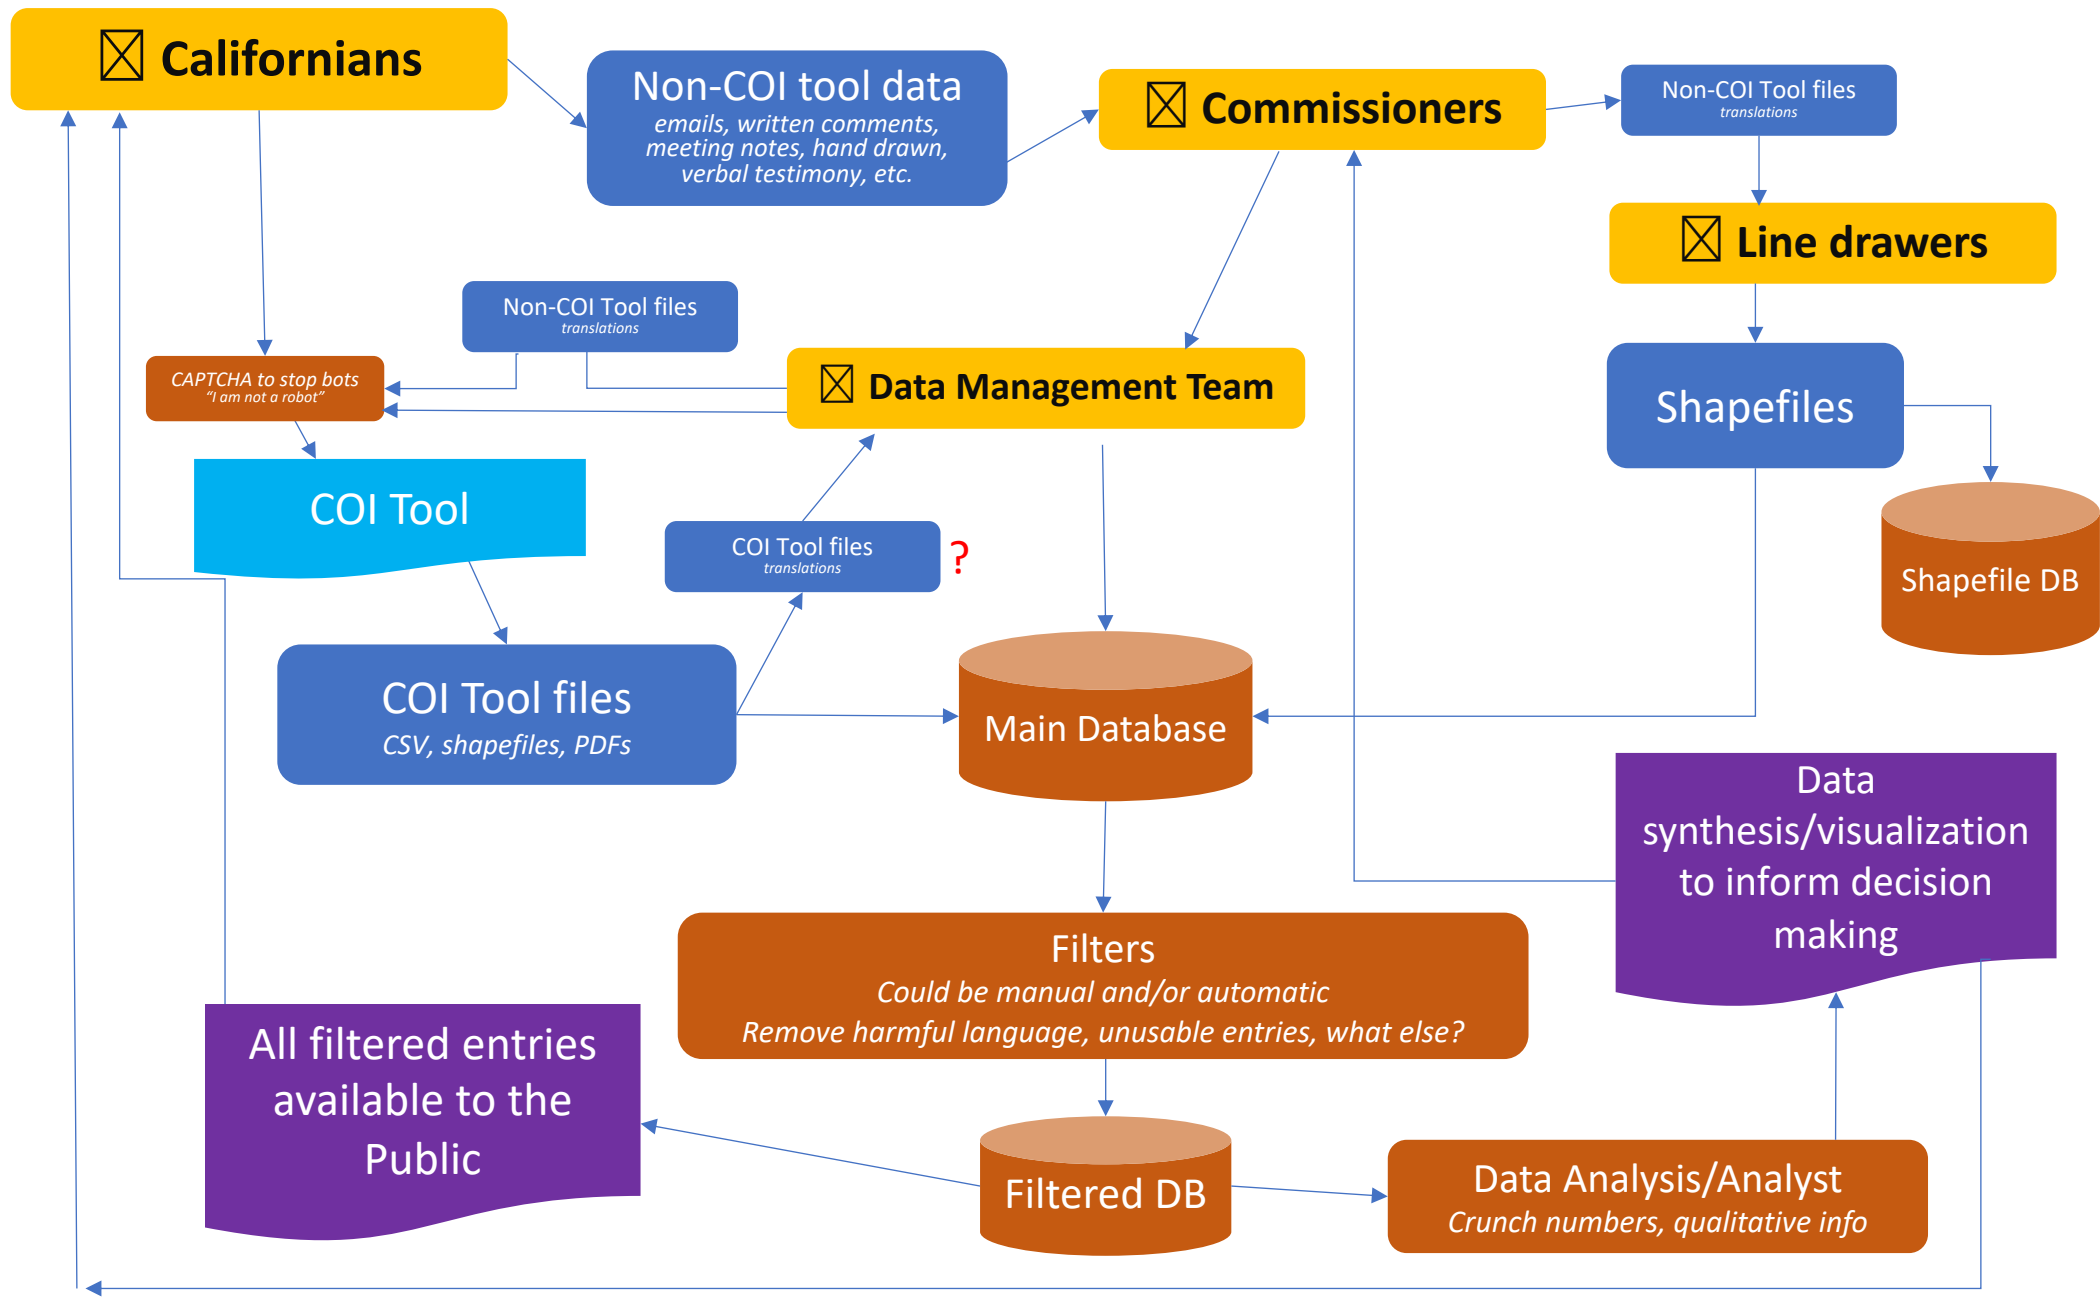 Californians
Non-COI tool data
emails, written comments,
meeting notes, hand drawn,
verbal testimony, etc.
Commissioners
Non-COI Tool files
translations
Line drawers
Non-COI Tool files
translations
CAPTCHA to stop bots
“I am not a robot”
Data Management Team
Shapefiles
COI Tool
COI Tool files
translations
?
Shapefile DB
COI Tool files
CSV, shapefiles, PDFs
Main Database
Data
synthesis/visualization
to inform decision
making
Filters
Could be manual and/or automatic
Remove harmful language, unusable entries, what else?
All filtered entries
available to the
Public
Filtered DB
Data Analysis/Analyst
Crunch numbers, qualitative info